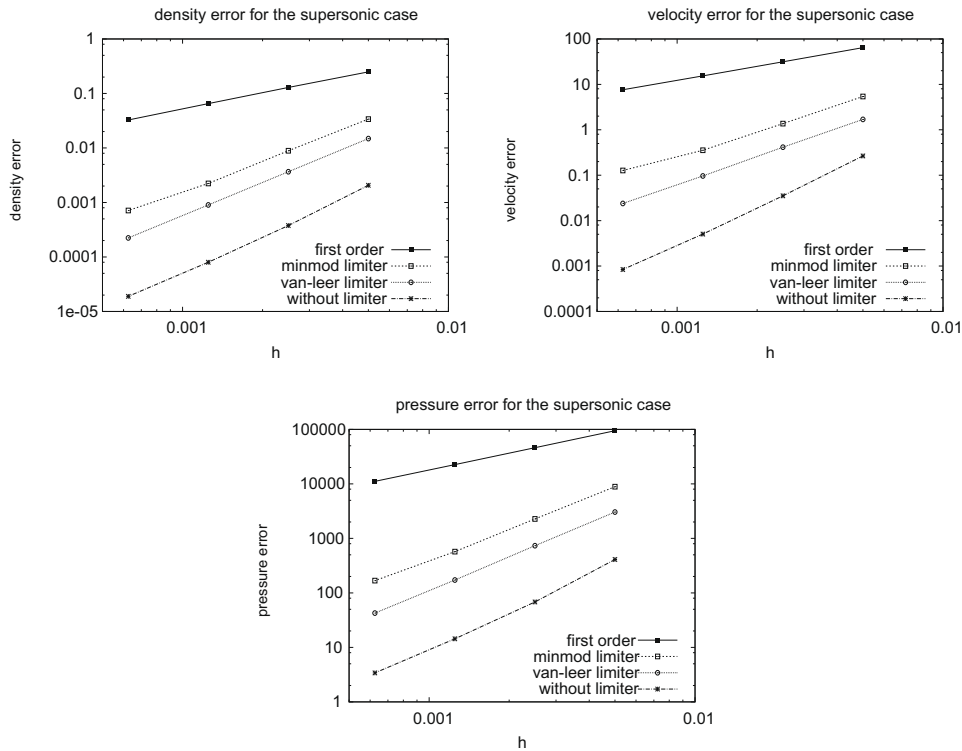 density error for the supersonic case
1
0.1
0.01
0.001
0.0001
1e-05
density error
first order
minmod limiter
van-leer limiter
without limiter
0.001
0.01
h
velocity error for the supersonic case
100
10
1
0.1
0.01
0.001
0.0001
velocity error
first order
minmod limiter
van-leer limiter
without limiter
0.001
0.01
h
pressure error for the supersonic case
100000
10000
1000
100
10
1
pressure error
first order
minmod limiter
van-leer limiter
without limiter
0.001
0.01
h